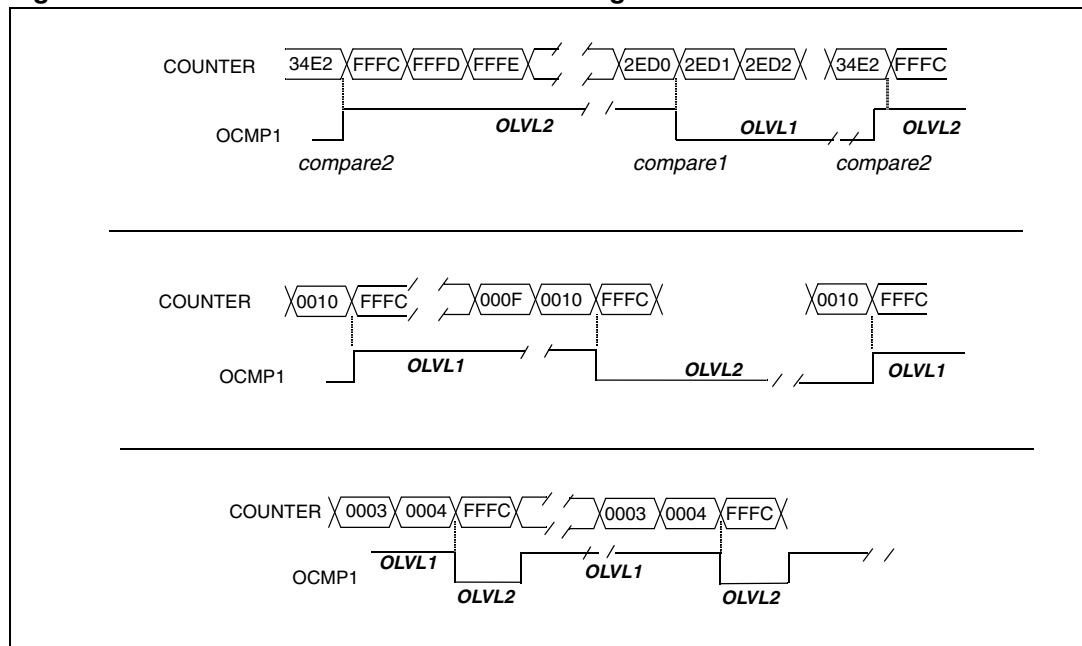 COUNTER 34E2 FFFC FFFD FFFE 2ED0 2ED1 2ED2 34E2 FFFC
OCMP1 OLVL2 OLVL1 OLVL2
compare2 compare1 compare2
COUNTER 0010 FFFC 000F 0010 FFFC 0010 FFFC
OCMP1 OLVL1 OLVL2 OLVL1
COUNTER 0003 0004 FFFC 0003 0004 FFFC
OCMP1 OLVL1 OLVL1
OLVL2 OLVL2